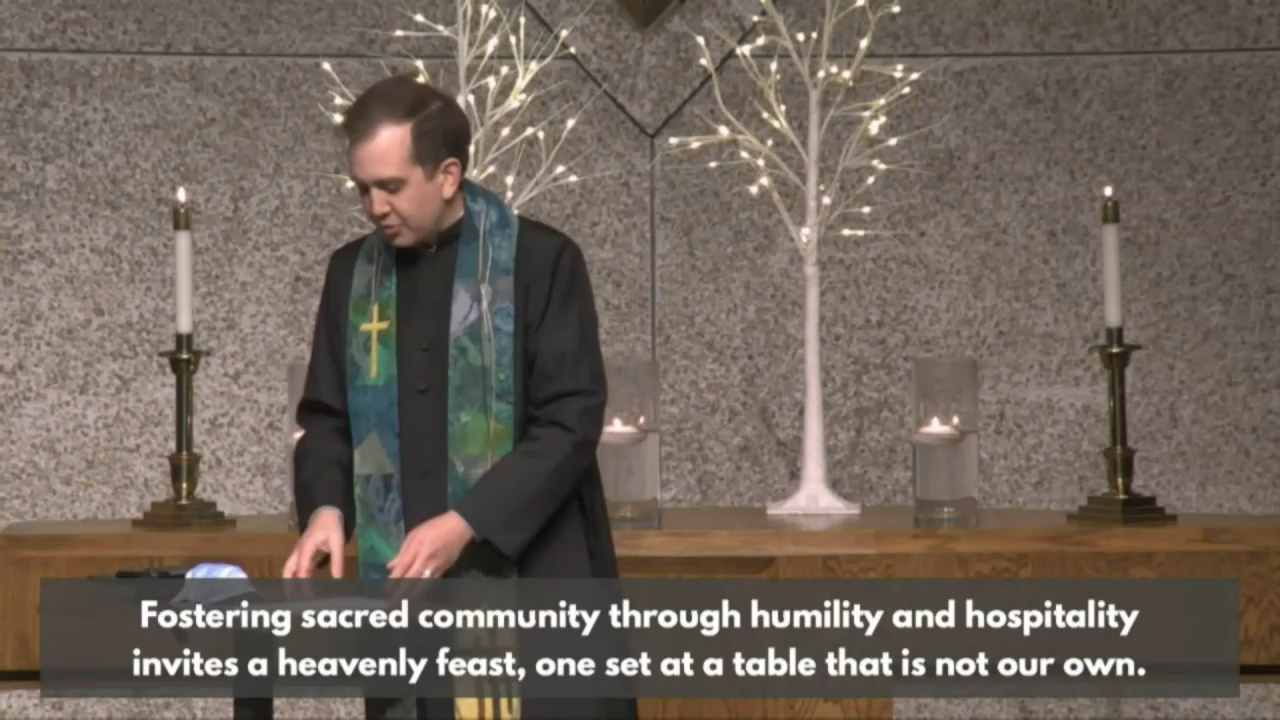 Fostering sacred community through humility and hospitality
invites a heavenly feast, one set at a table that is not our own.